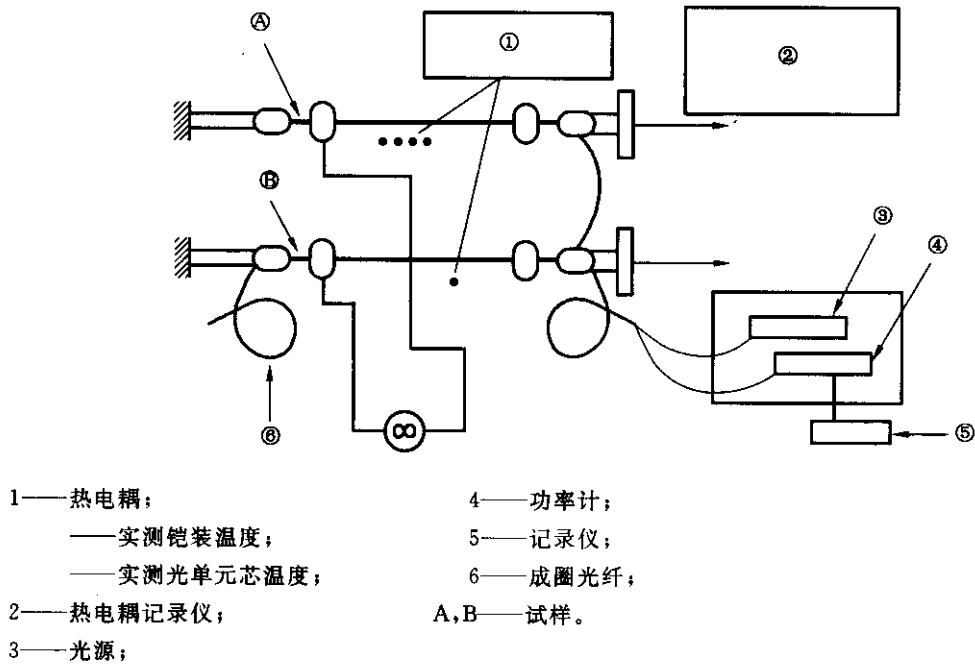 Ⓐ
①
②
Ⓑ
③
④
⑥
⑤
1——热电耦;
——实测铠装温度;
——实测光单元芯温度;
2——热电耦记录仪;
3——光源;
4——功率计;
5——记录仪;
6——成圈光纤;
A,B——试样。